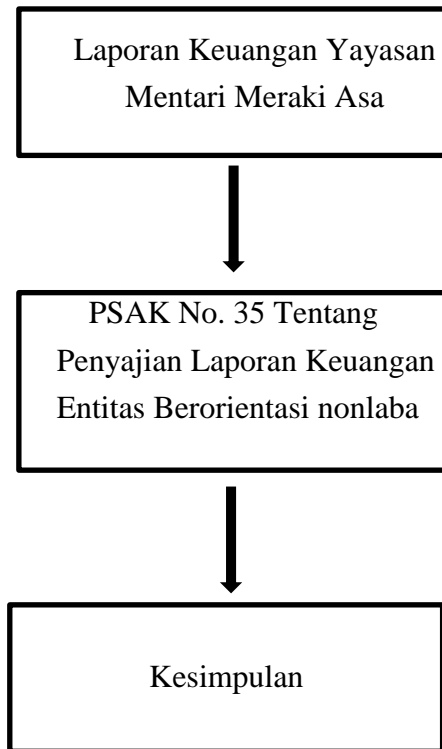 Laporan Keuangan Yayasan
Mentari Meraki Asa
PSAK No. 35 Tentang
Penyajian Laporan Keuangan
Entitas Berorientasi nonlaba
Kesimpulan